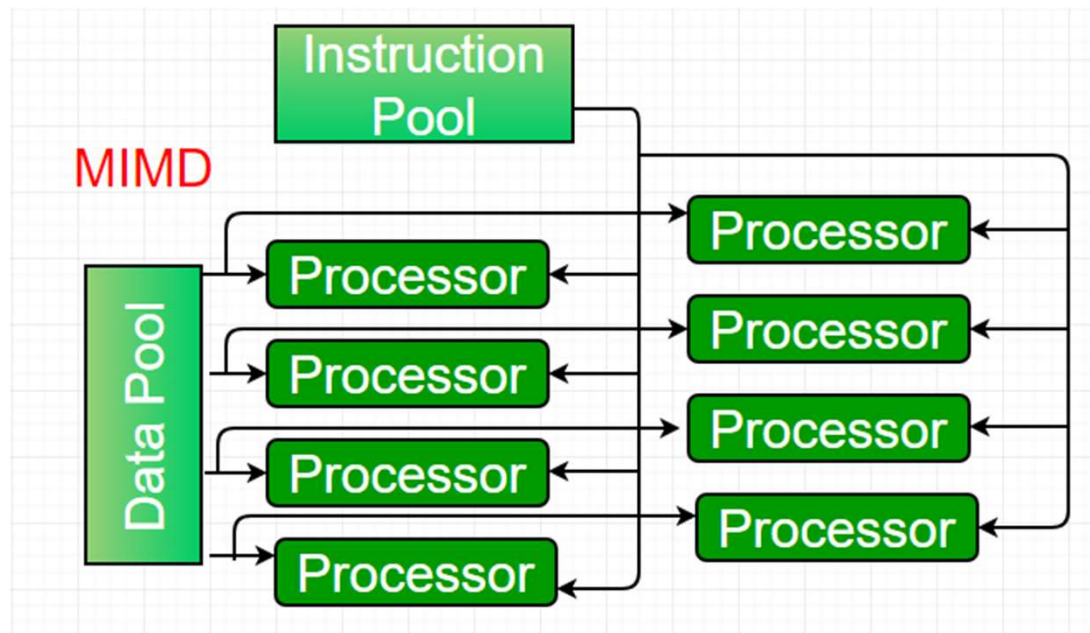 Instruction
Pool
MIMD
Processor
Processor
Processor
Processor
Processor
Processor
Processor
Processor
Data Pool